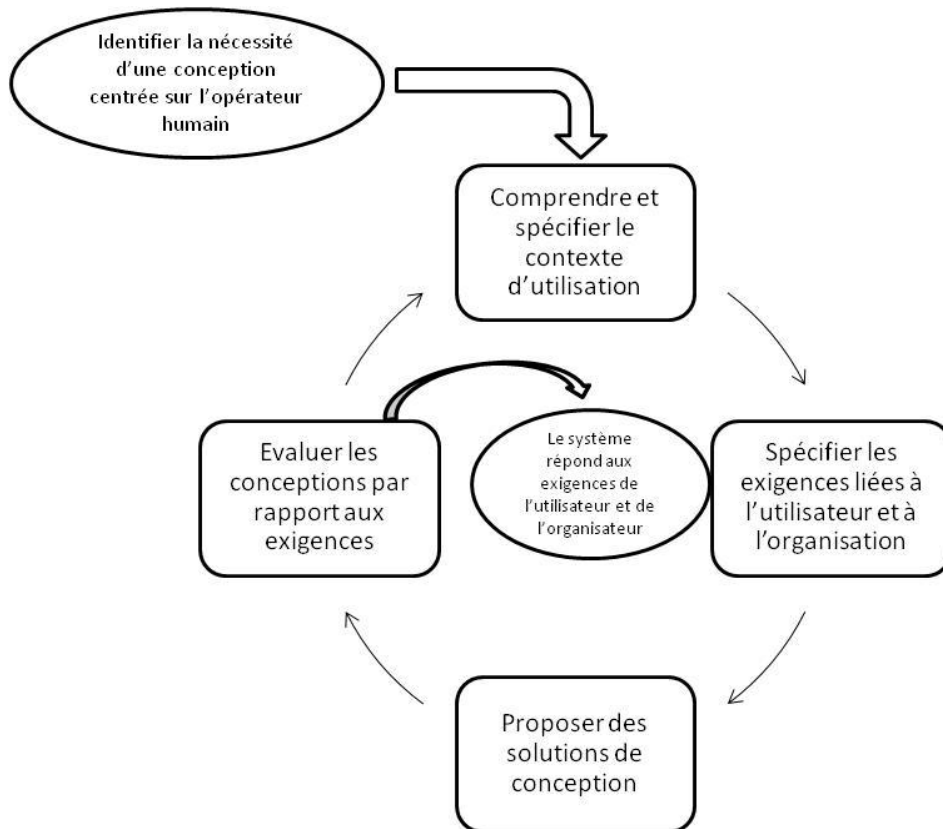 Identifier la nécessité
d'une conception
centrée sur l'opérateur
humain
Comprendre et
spécifier le
contexte
d'utilisation
Evaluer les
conceptions par
rapport aux
exigences
Le système
répond aux
exigences de
l'utilisateur et de
l'organisateur
Spécifier les
exigences liées à
l'utilisateur et à
l'organisation
Proposer des
solutions de
conception